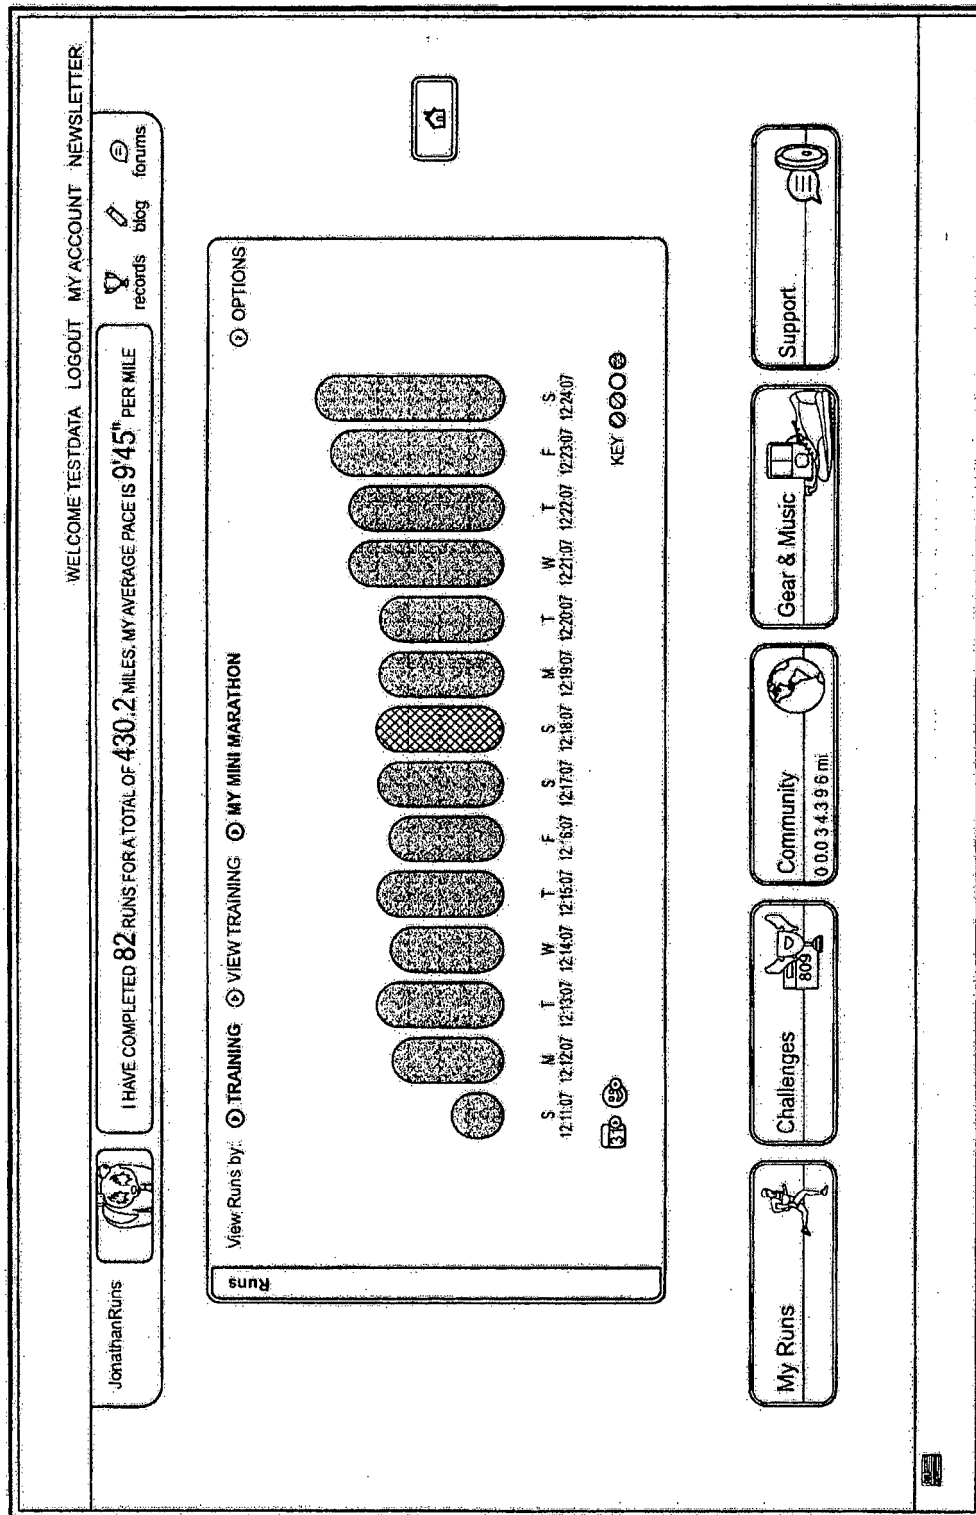 WELCOME TESTDATA LOGOUT MY ACCOUNT NEWSLETTER
JonathanRuns
I HAVE COMPLETED 82 RUNS FOR A TOTAL OF 430.2 MILES. MY AVERAGE PACE IS 9'45" PER MILE
records blog forums
Runs
View Runs by: TRAINING VIEW TRAINING MY MINI MARATHON OPTIONS
S M T W T F S S M T W T F S
12:11:07 12:12:07 12:13:07 12:14:07 12:15:07 12:16:07 12:17:07 12:18:07 12:19:07 12:20:07 12:21:07 12:22:07 12:23:07 12:24:07
31 KEY
My Runs Challenges Community Gear & Music Support
809 0 0.0 3 4.3 9 6 mi